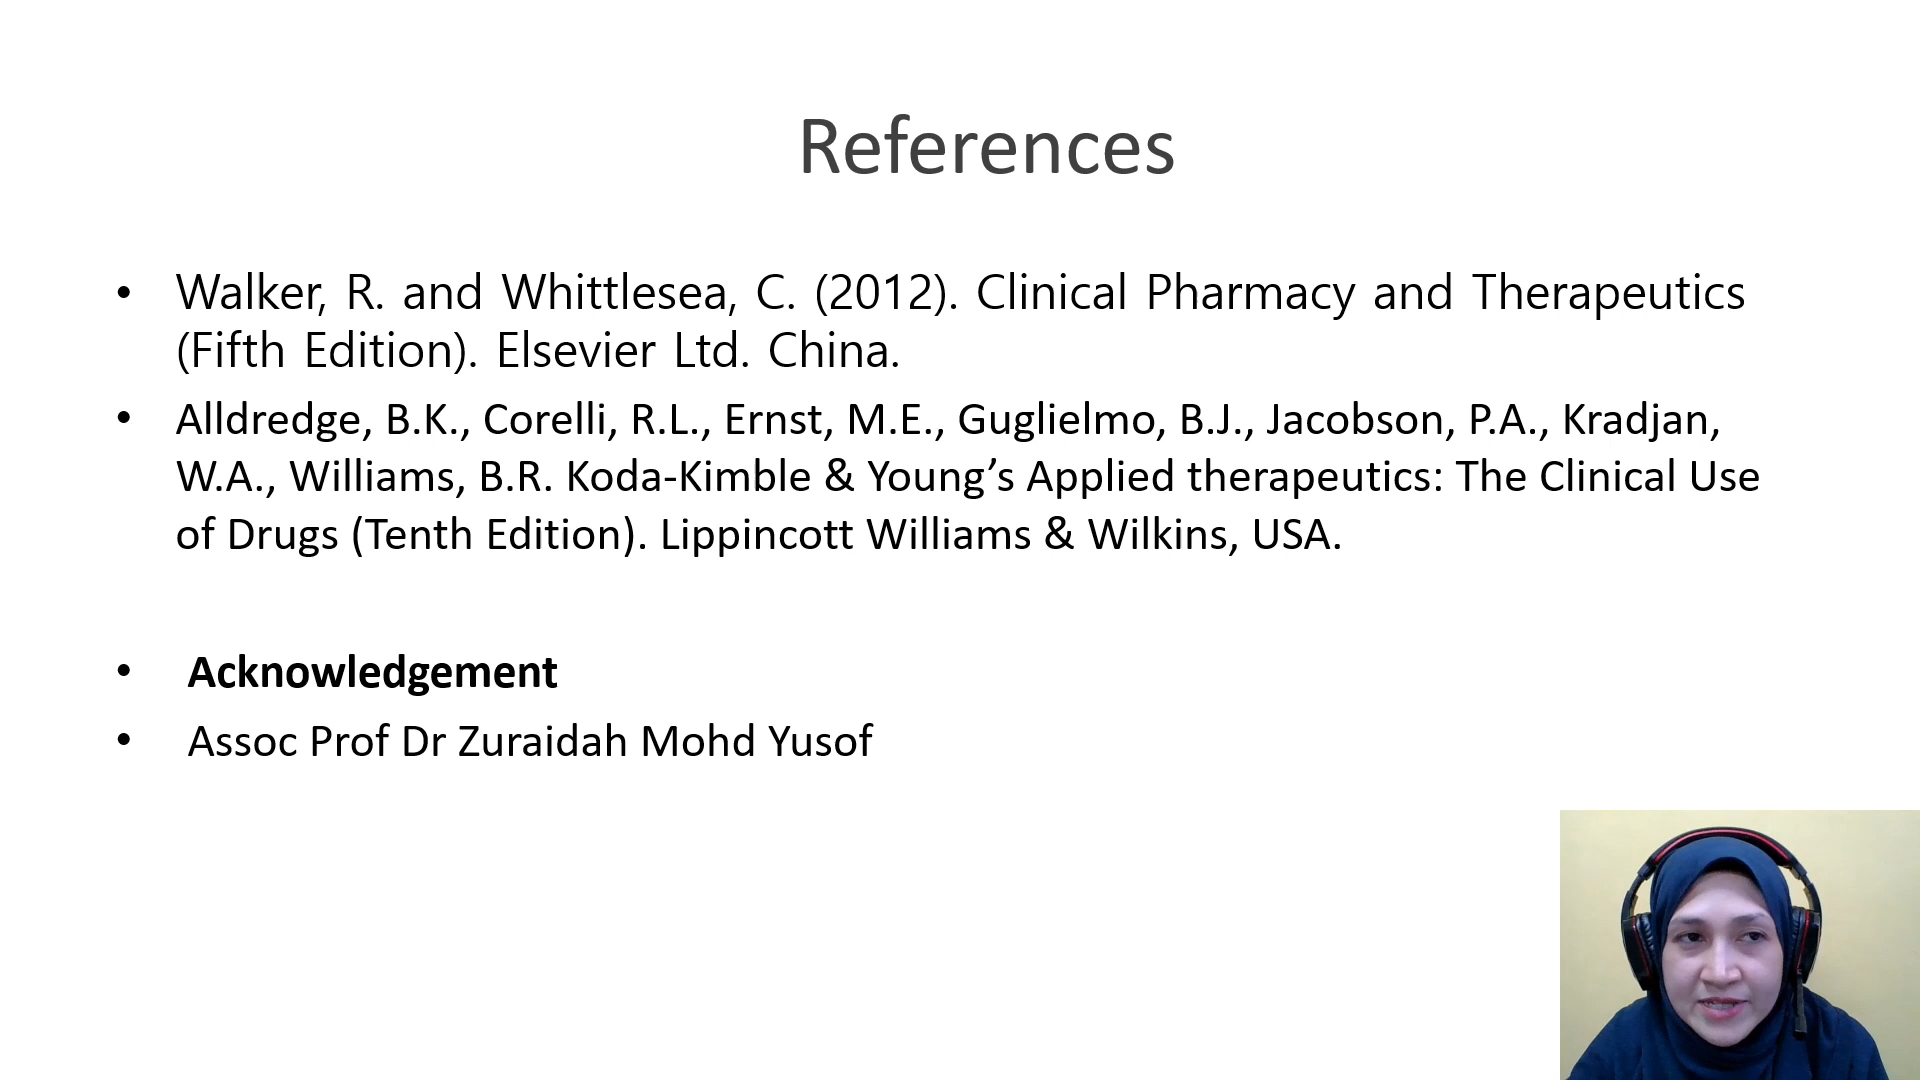 References
• Walker, R. and Whittlesea, C. (2012). Clinical Pharmacy and Therapeutics
(Fifth Edition). Elsevier Ltd. China.
• Alldredge, B.K., Corelli, R.L., Ernst, M.E., Guglielmo, B.J., Jacobson, P.A., Kradjan,
W.A., Williams, B.R. Koda-Kimble & Young’s Applied therapeutics: The Clinical Use
of Drugs (Tenth Edition). Lippincott Williams & Wilkins, USA.
• Acknowledgement
• Assoc Prof Dr Zuraidah Mohd Yusof